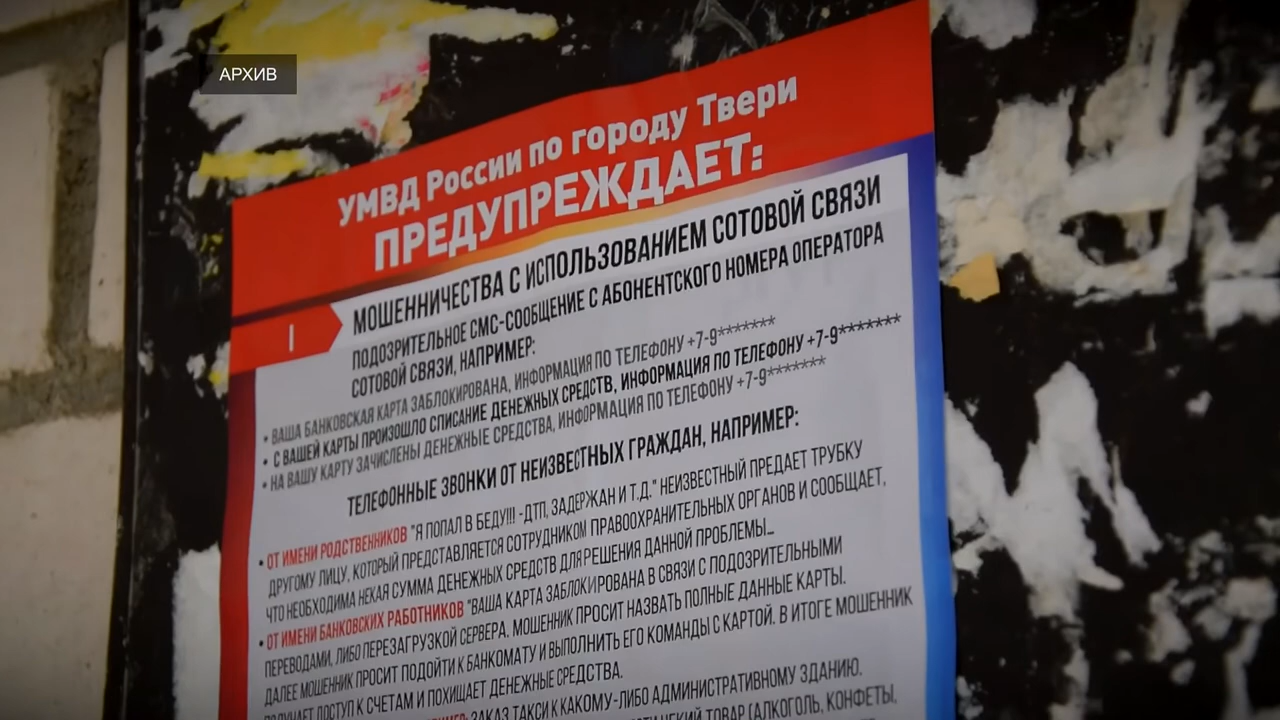 АРХИВ
УМВД России по городу Твери
ПРЕДУПРЕЖДАЕТ:
I
МОШЕННИЧЕСТВА С ИСПОЛЬЗОВАНИЕМ СОТОВОЙ СВЯЗИ
ПОДОЗРИТЕЛЬНОЕ СМС-СООБЩЕНИЕ С АБОНЕНТСКОГО НОМЕРА ОПЕРАТОРА
СОТОВОЙ СВЯЗИ, НАПРИМЕР:
• ВАША БАНКОВСКАЯ КАРТА ЗАБЛОКИРОВАНА, ИНФОРМАЦИЯ ПО ТЕЛЕФОНУ +7-9*******
• С ВАШЕЙ КАРТЫ ПРОИЗОШЛО СПИСАНИЕ ДЕНЕЖНЫХ СРЕДСТВ, ИНФОРМАЦИЯ ПО ТЕЛЕФОНУ +7-9*******
• НА ВАШУ КАРТУ ЗАЧИСЛЕНЫ ДЕНЕЖНЫЕ СРЕДСТВА, ИНФОРМАЦИЯ ПО ТЕЛЕФОНУ +7-9*******
ТЕЛЕФОННЫЕ ЗВОНКИ ОТ НЕИЗВЕСТНЫХ ГРАЖДАН, НАПРИМЕР:
• ОТ ИМЕНИ РОДСТВЕННИКОВ "Я ПОПАЛ В БЕДУ!!! -ДТП, ЗАДЕРЖАН И Т.Д." НЕИЗВЕСТНЫЙ ПРЕДАЕТ ТРУБКУ
ДРУГОМУ ЛИЦУ, КОТОРЫЙ ПРЕДСТАВЛЯЕТСЯ СОТРУДНИКОМ ПРАВООХРАНИТЕЛЬНЫХ ОРГАНОВ И СООБЩАЕТ,
ЧТО НЕОБХОДИМА НЕКАЯ СУММА ДЕНЕЖНЫХ СРЕДСТВ ДЛЯ РЕШЕНИЯ ДАННОЙ ПРОБЛЕМЫ...
• ОТ ИМЕНИ БАНКОВСКИХ РАБОТНИКОВ "ВАША КАРТА ЗАБЛОКИРОВАНА В СВЯЗИ С ПОДОЗРИТЕЛЬНЫМИ
ПЕРЕВОДАМИ, ЛИБО ПЕРЕЗАГРУЗКОЙ СЕРВЕРА. МОШЕННИК ПРОСИТ НАЗВАТЬ ПОЛНЫЕ ДАННЫЕ КАРТЫ.
ДАЛЕЕ МОШЕННИК ПРОСИТ ПОДОЙТИ К БАНКОМАТУ И ВЫПОЛНИТЬ ЕГО КОМАНДЫ С КАРТОЙ. В ИТОГЕ МОШЕННИК
ПОЛУЧАЕТ ДОСТУП К СЧЕТАМ И ПОХИЩАЕТ ДЕНЕЖНЫЕ СРЕДСТВА.
ЗАКАЗ ТАКСИ К КАКОМУ-ЛИБО АДМИНИСТРАТИВНОМУ ЗДАНИЮ.
ТОВАР (АЛКОГОЛЬ, КОНФЕТЫ,